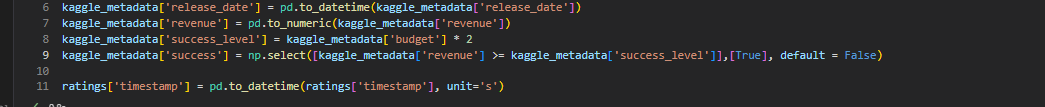 6 kaggle_metadata['release_date'] = pd.to_datetime(kaggle_metadata['release_date'])
7 kaggle_metadata['revenue'] = pd.to_numeric(kaggle_metadata['revenue'])
8 kaggle_metadata['success_level'] = kaggle_metadata['budget'] * 2
9 kaggle_metadata['success'] = np.select([kaggle_metadata['revenue'] >= kaggle_metadata['success_level']],[True], default = False)
10
11 ratings['timestamp'] = pd.to_datetime(ratings['timestamp'], unit='s')